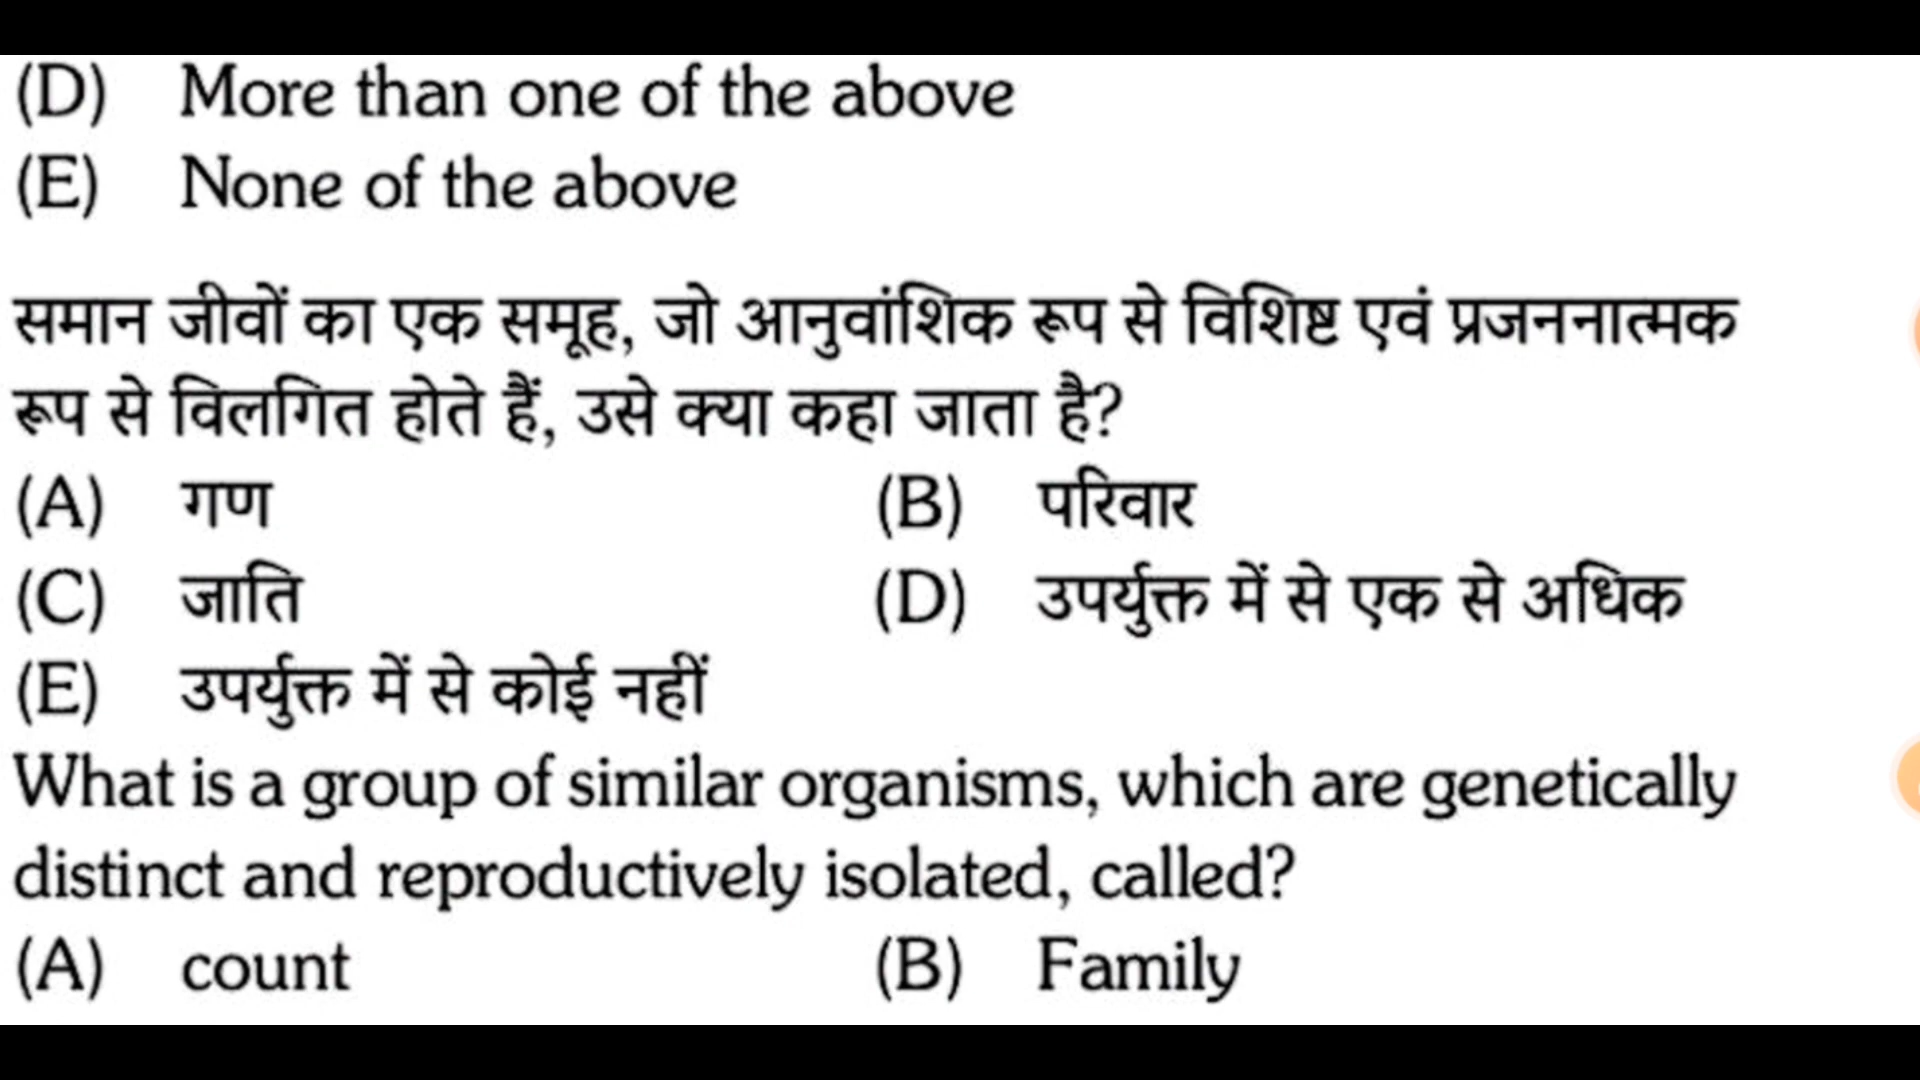 (D) More than one of the above
(E) None of the above
समान जीवों का एक समूह, जो आनुवांशिक रूप से विशिष्ट एवं प्रजननात्मक
रूप से विलगित होते हैं, उसे क्या कहा जाता है?
(A) गण (B) परिवार
(C) जाति (D) उपर्युक्त में से एक से अधिक
(E) उपर्युक्त में से कोई नहीं
What is a group of similar organisms, which are genetically
distinct and reproductively isolated, called?
(A) count (B) Family